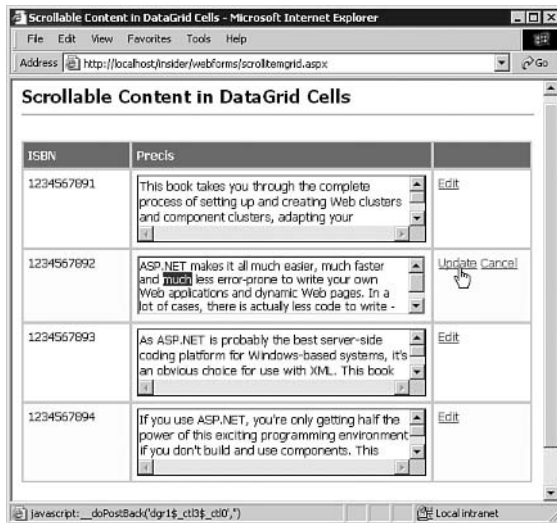 Scrollable Content in DataGrid Cells - Microsoft Internet Explorer
File Edit View Favorites Tools Help
Address http://localhost/insider/webforms/scrollitemgrid.aspx Go
Scrollable Content in DataGrid Cells
ISBN Precis
1234567891 This book takes you through the complete Edit
process of setting up and creating Web clusters
and component clusters, adapting your
1234567892 ASP.NET makes it all much easier, much faster Update Cancel
and much less error-prone to write your own
Web applications and dynamic Web pages. In a
lot of cases, there is actually less code to write -
1234567893 As ASP.NET is probably the best server-side Edit
coding platform for Windows-based systems, it's
an obvious choice for use with XML. This book
1234567894 If you use ASP.NET, you're only getting half the Edit
power of this exciting programming environment
if you don't build and use components. This
javascript:__doPostBack('dgr1$_ctl3$_ctl0','') Local intranet